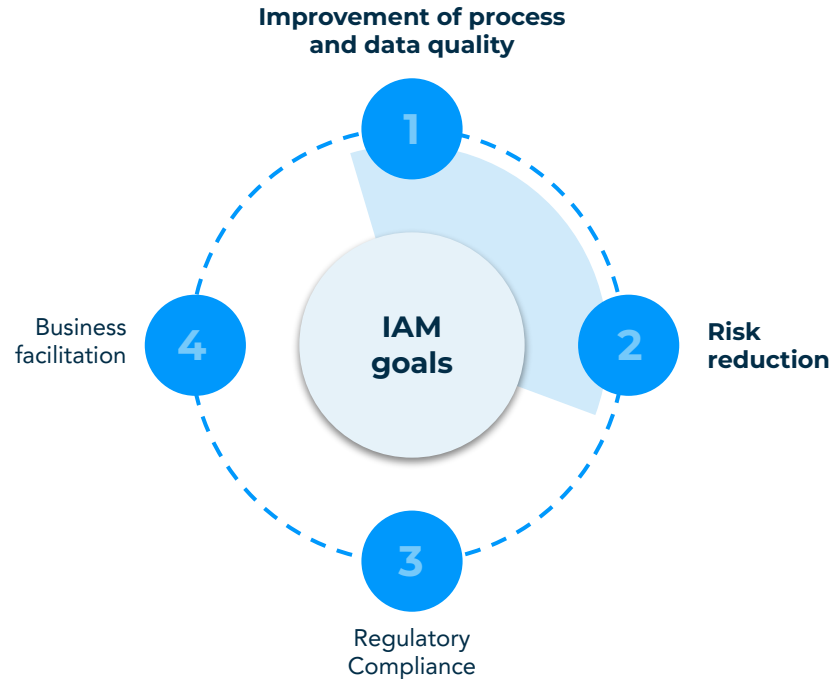 Improvement of process
and data quality
1
IAM
goals
2
Risk
reduction
3
Regulatory
Compliance
4
Business
facilitation